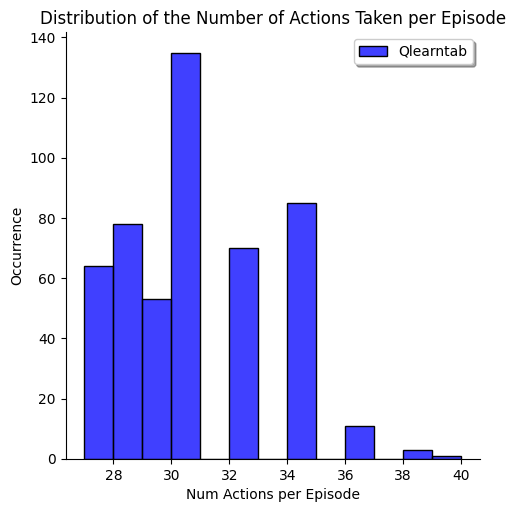 Distribution of the Number of Actions Taken per Episode
Qlearntab
140
120
100
80
60
40
20
0
Occurrence
28 30 32 34 36 38 40
Num Actions per Episode